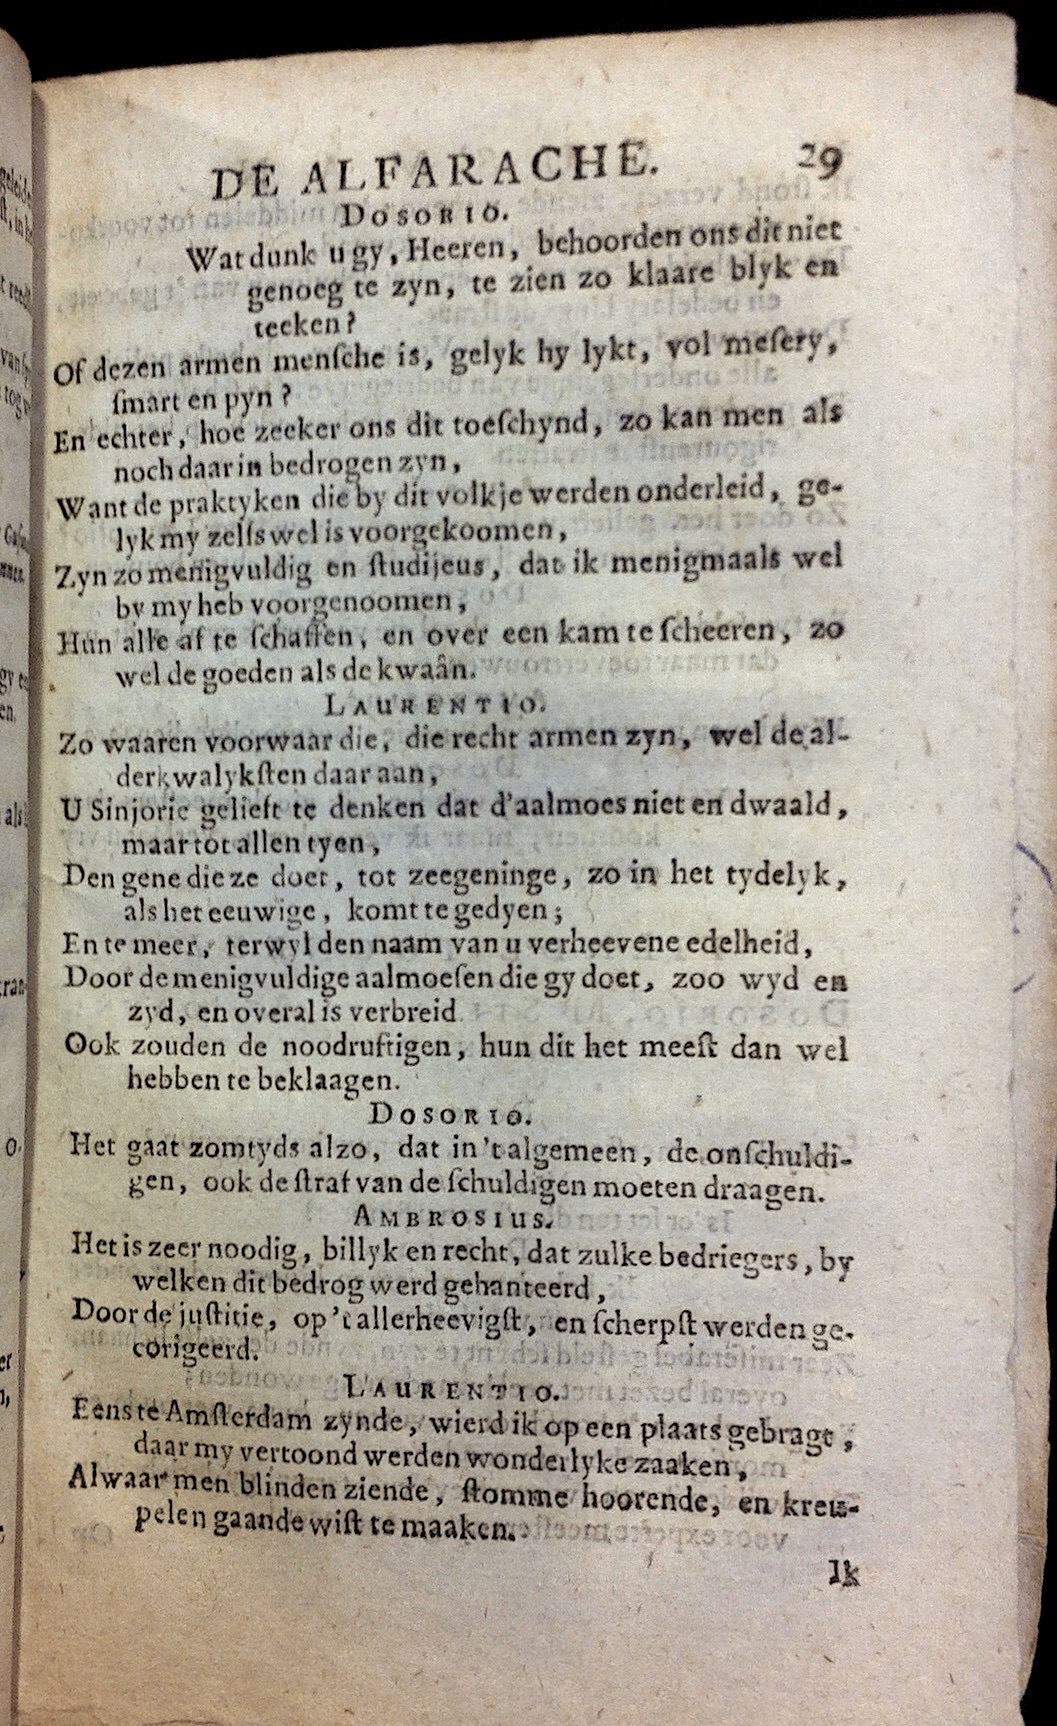 DE ALFARACHE. 29
DOSORIO.
Wat dunk u gy, Heeren, behoorden ons dit niet
genoeg te zyn, te zien zo klaare blyk en
teeken?
Of dezen armen menſche is, gelyk hy lykt, vol meſery,
ſmart en pyn?
En echter, hoe zeeker ons dit toeſchynd, zo kan men als
noch daar in bedrogen zyn,
Want de praktyken die by dit volkje werden onderleid, ge-
lyk my zelfs wel is voorgekoomen,
Zyn zo menigvuldig en ſtudijeus, dat ik menigmaals wel
by my heb voorgenoomen,
Hun alle af te ſchaffen, en over een kam te ſcheeren, zo
wel de goeden als de kwaân.
LAURENTIO.
Zo waaren voorwaar die, die recht armen zyn, wel de al-
derkwalykſten daar aan,
U Sinjorie gelieft te denken dat d'aalmoes niet en dwaald,
maar tot allen tyen,
Den gene die ze doet, tot zeegeninge, zo in het tydelyk,
als het eeuwige, komt te gedyen;
En te meer, terwyl den naam van u verheevene edelheid,
Door de menigvuldige aalmoeſen die gy doet, zoo wyd en
zyd, en overal is verbreid
Ook zouden de noodruftigen, hun dit het meeſt dan wel
hebben te beklaagen.
DOSORIO.
Het gaat zomtyds alzo, dat in 't algemeen, de onſchuldi-
gen, ook de ſtraf van de ſchuldigen moeten draagen.
AMBROSIUS.
Het is zeer noodig, billyk en recht, dat zulke bedriegers, by
welken dit bedrog werd gehanteerd,
Door de juſtitie, op 't allerheevigſt, en ſcherpſt werden ge-
corigeerd.
LAURENTIO.
Eens te Amſterdam zynde, wierd ik op een plaats gebragt,
daar my vertoond werden wonderlyke zaaken,
Alwaar men blinden ziende, ſtomme hoorende, en kreu-
pelen gaande wiſt te maaken.
Ik